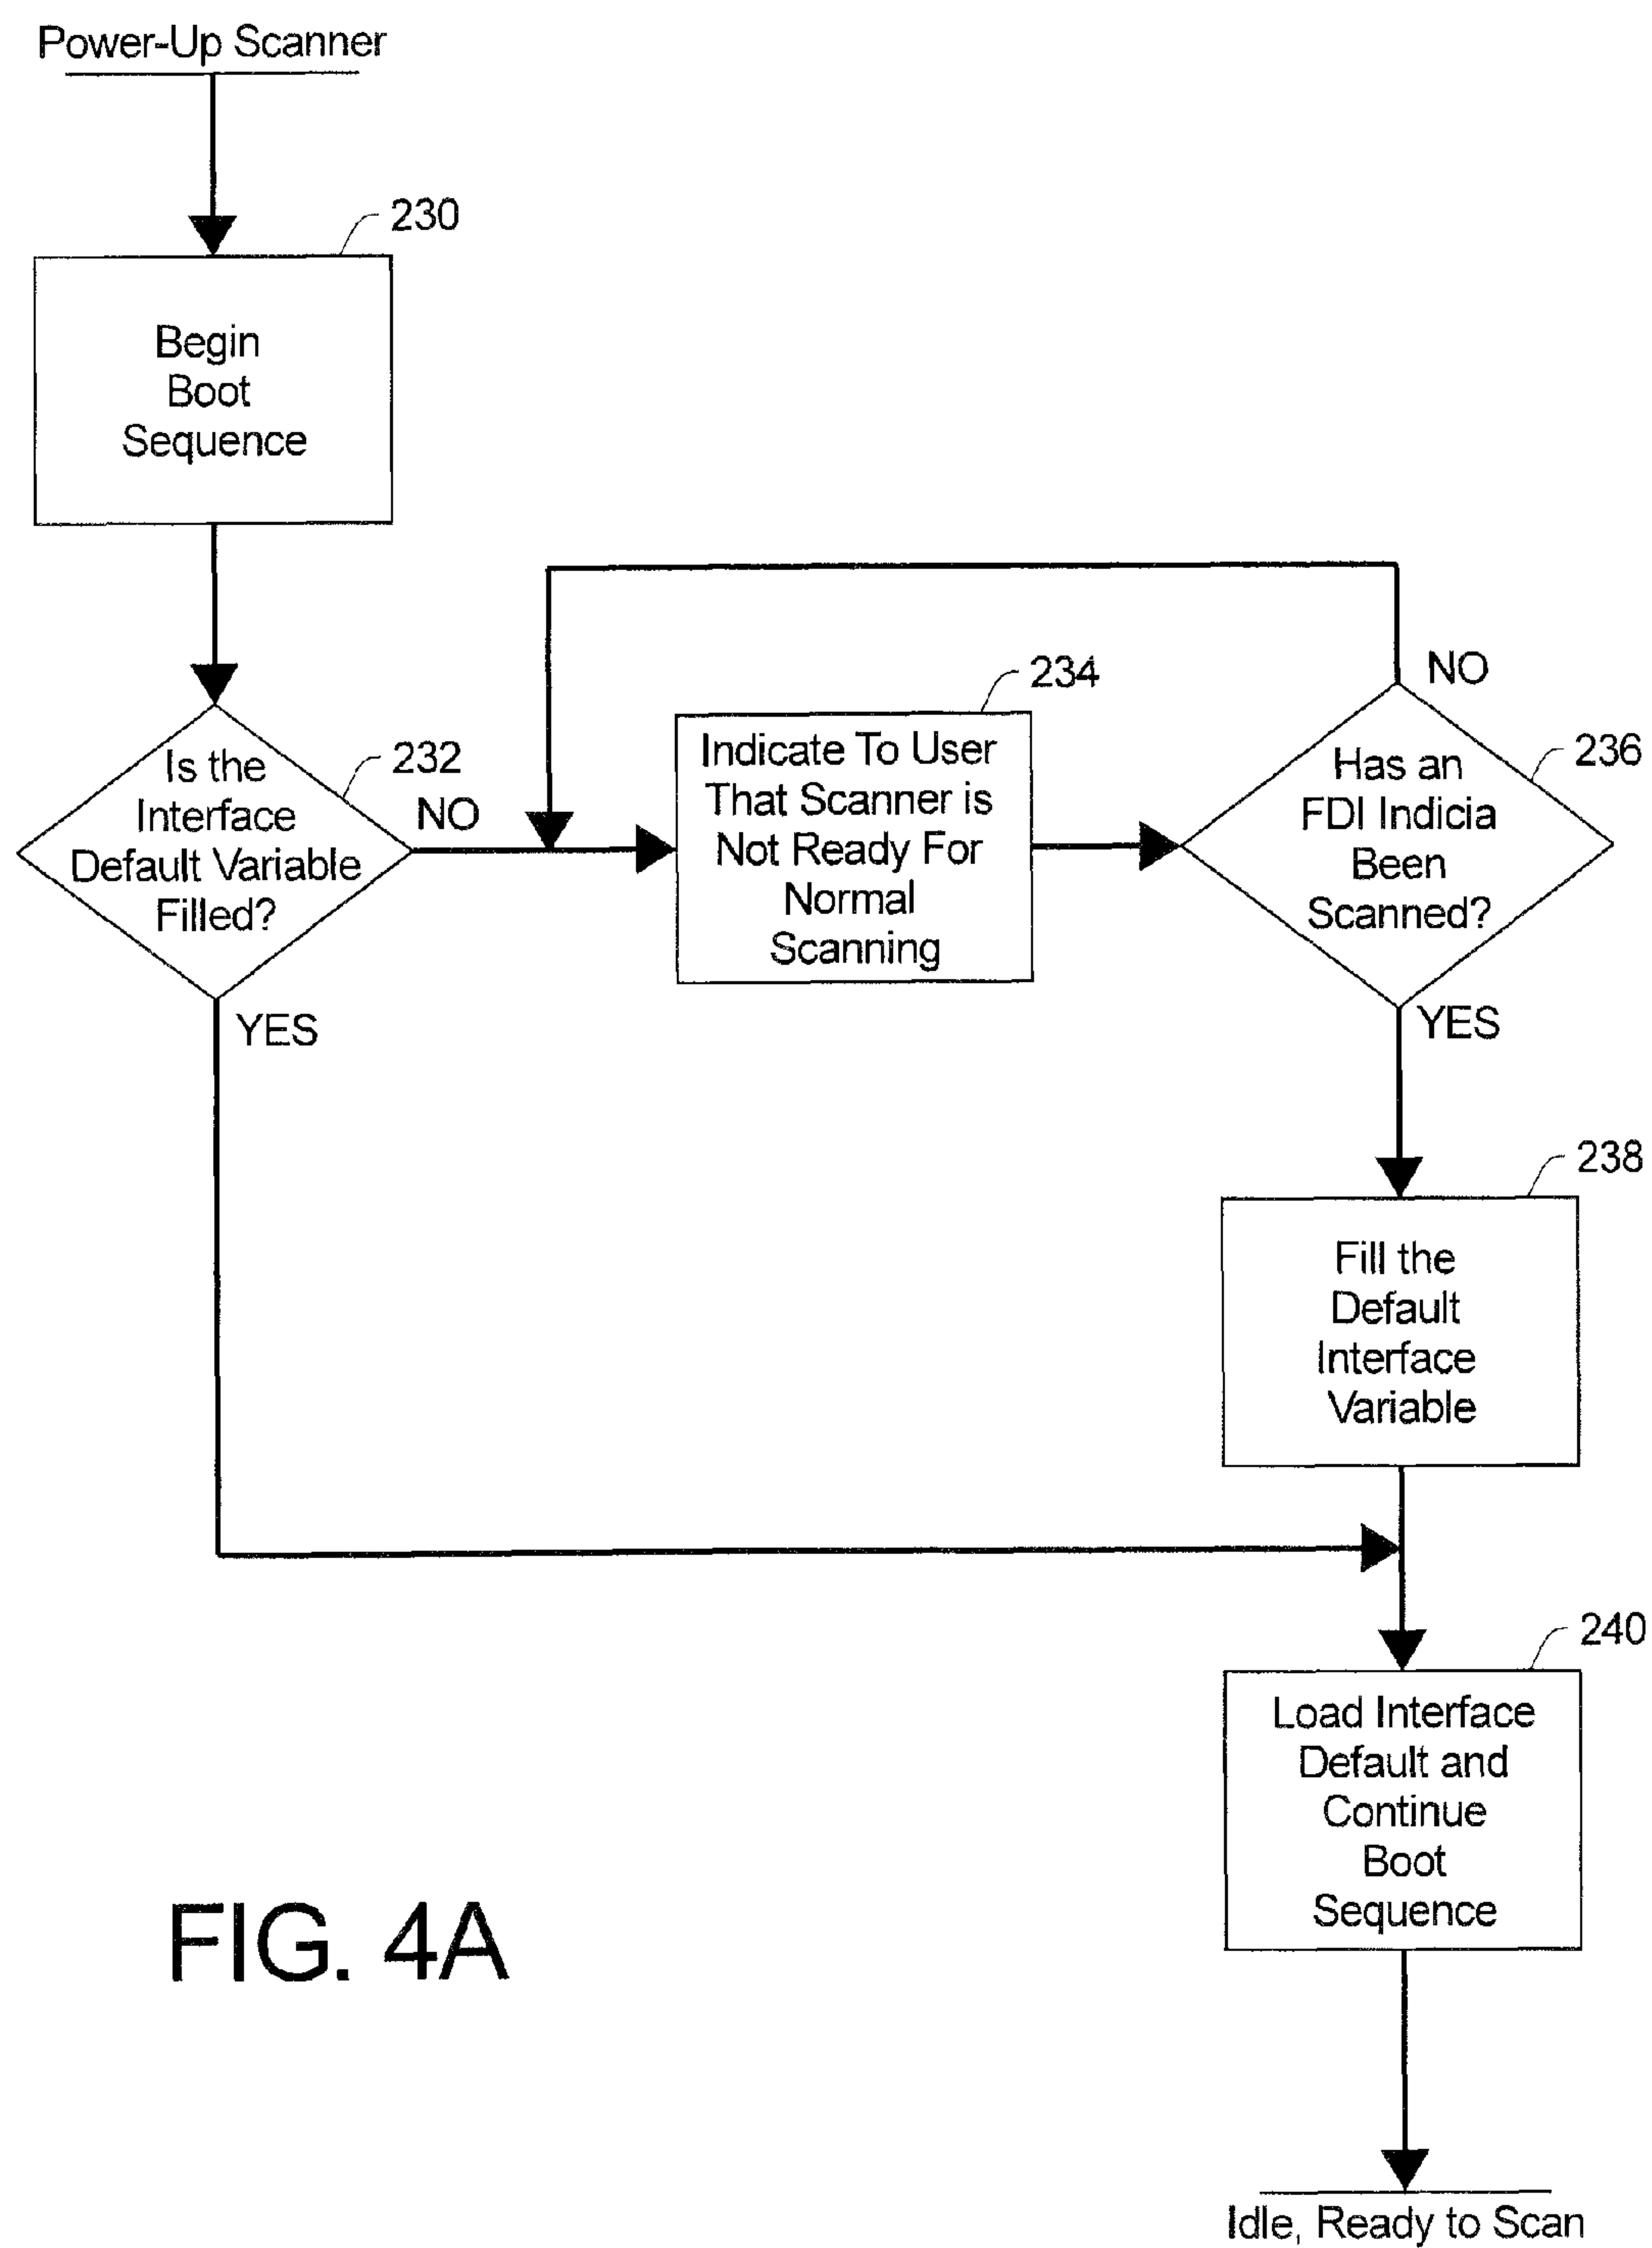 Power-Up Scanner
230
Begin
Boot
Sequence
232
Is the
Interface
Default Variable
Filled?
NO
YES
234
Indicate To User
That Scanner is
Not Ready For
Normal
Scanning
NO
236
Has an
FDI Indicia
Been
Scanned?
YES
238
Fill the
Default
Interface
Variable
240
Load Interface
Default and
Continue
Boot
Sequence
Idle, Ready to Scan
FIG. 4A